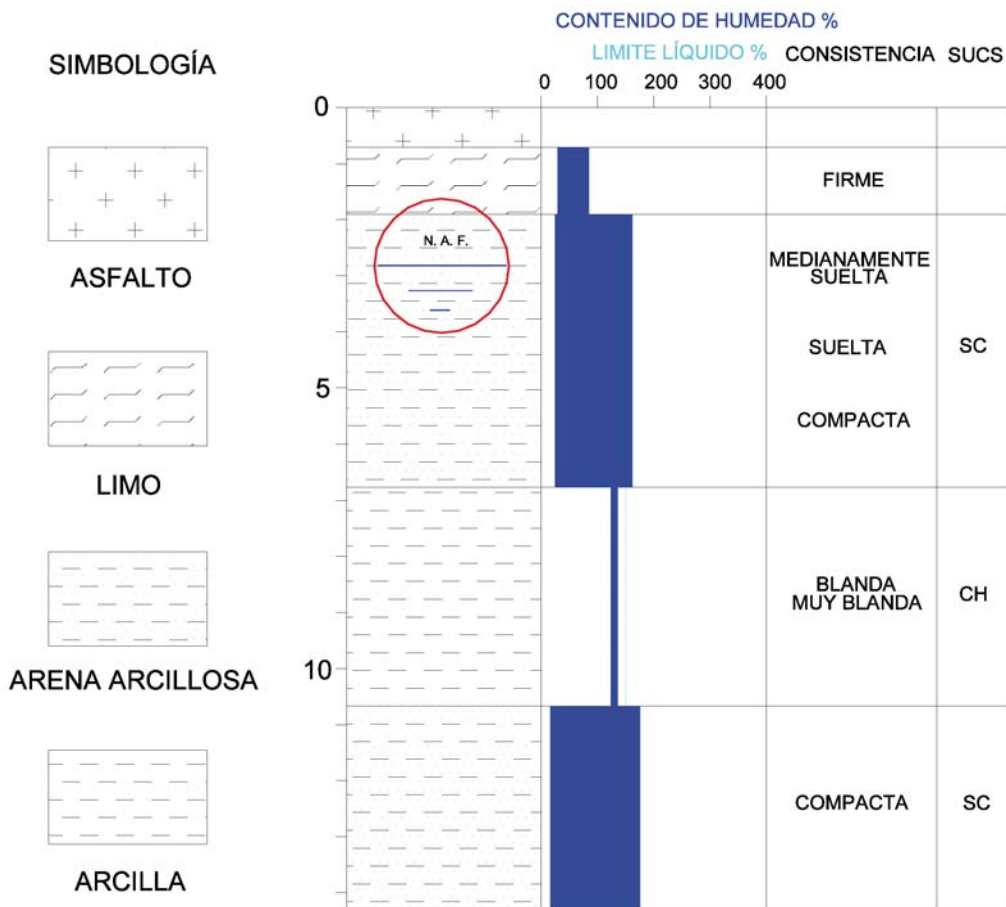 CONTENIDO DE HUMEDAD %
LIMITE LÍQUIDO %
CONSISTENCIA
SUCS
0 100 200 300 400
SIMBOLOGÍA
ASFALTO
LIMO
ARENA ARCILLOSA
ARCILLA
0
5
10
N. A. F.
FIRME
MEDIANAMENTE
SUELTA
SUELTA
COMPACTA
SC
BLANDA
MUY BLANDA
CH
COMPACTA
SC